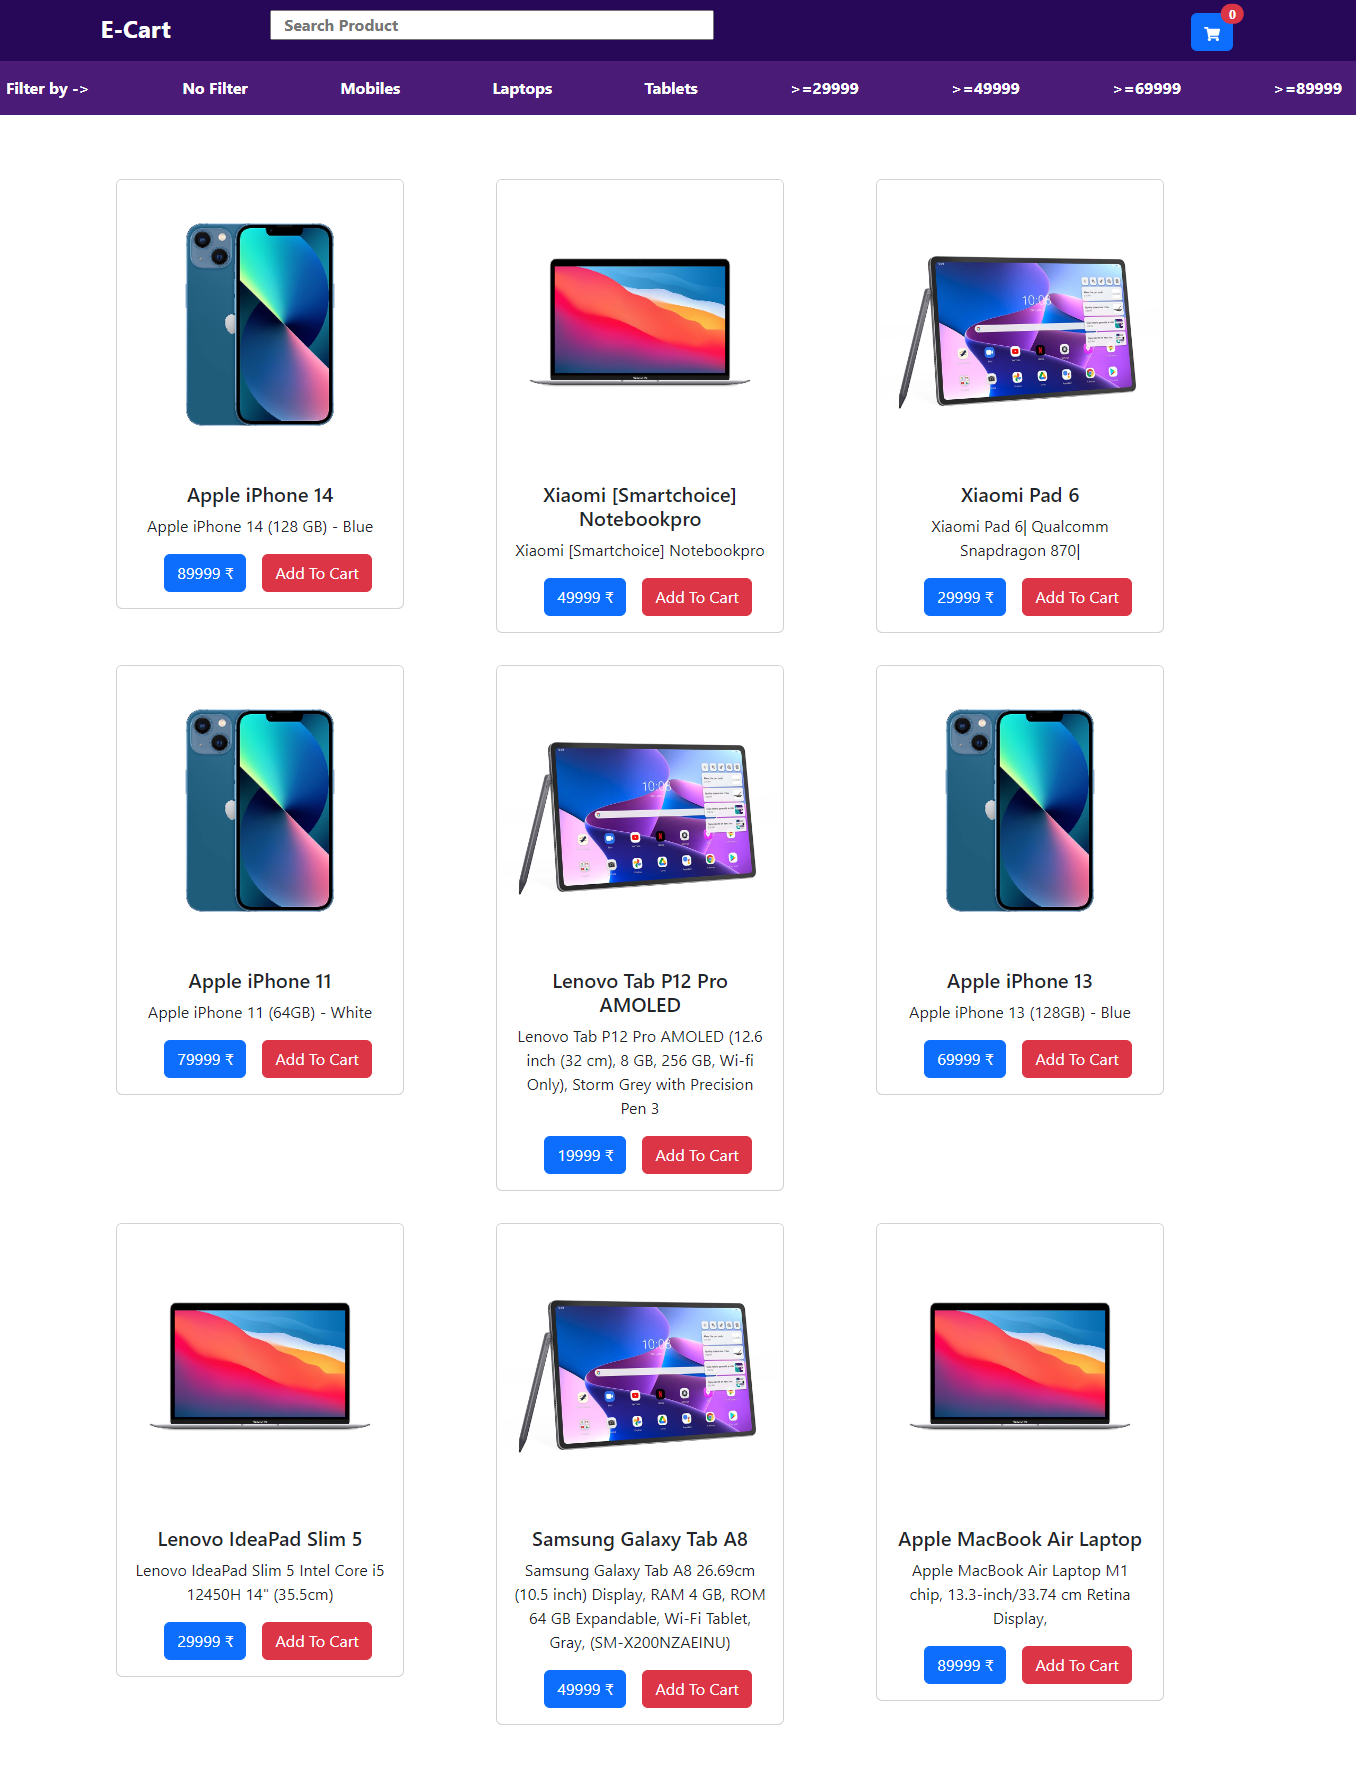 E-Cart
Search Product
0
Filter by -> No Filter Mobiles Laptops Tablets >=29999 >=49999 >=69999 >=89999
Apple iPhone 14
Apple iPhone 14 (128 GB) - Blue
89999 ₹ Add To Cart
Xiaomi [Smartchoice]
Notebookpro
Xiaomi [Smartchoice] Notebookpro
49999 ₹ Add To Cart
10:08
Xiaomi Pad 6
Xiaomi Pad 6| Qualcomm
Snapdragon 870|
29999 ₹ Add To Cart
Apple iPhone 11
Apple iPhone 11 (64GB) - White
79999 ₹ Add To Cart
10:08
Lenovo Tab P12 Pro
AMOLED
Lenovo Tab P12 Pro AMOLED (12.6
inch (32 cm), 8 GB, 256 GB, Wi-fi
Only), Storm Grey with Precision
Pen 3
19999 ₹ Add To Cart
Apple iPhone 13
Apple iPhone 13 (128GB) - Blue
69999 ₹ Add To Cart
Lenovo IdeaPad Slim 5
Lenovo IdeaPad Slim 5 Intel Core i5
12450H 14" (35.5cm)
29999 ₹ Add To Cart
10:08
Samsung Galaxy Tab A8
Samsung Galaxy Tab A8 26.69cm
(10.5 inch) Display, RAM 4 GB, ROM
64 GB Expandable, Wi-Fi Tablet,
Gray, (SM-X200NZAEINU)
49999 ₹ Add To Cart
Apple MacBook Air Laptop
Apple MacBook Air Laptop M1
chip, 13.3-inch/33.74 cm Retina
Display,
89999 ₹ Add To Cart